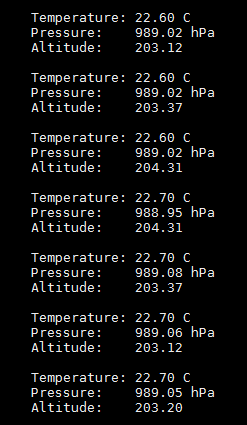 Temperature: 22.60 C
Pressure:    989.02 hPa
Altitude:    203.12

Temperature: 22.60 C
Pressure:    989.02 hPa
Altitude:    203.37

Temperature: 22.60 C
Pressure:    989.02 hPa
Altitude:    204.31

Temperature: 22.70 C
Pressure:    988.95 hPa
Altitude:    204.31

Temperature: 22.70 C
Pressure:    989.08 hPa
Altitude:    203.37

Temperature: 22.70 C
Pressure:    989.06 hPa
Altitude:    203.12

Temperature: 22.70 C
Pressure:    989.05 hPa
Altitude:    203.20